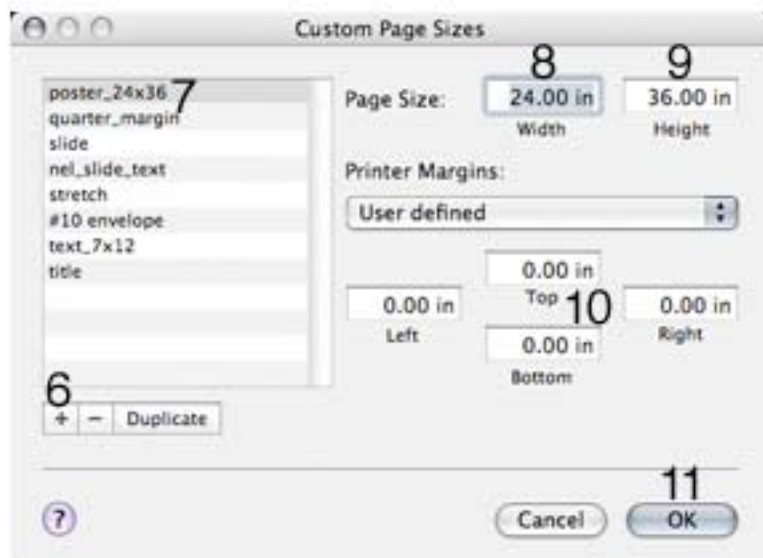 Custom Page Sizes
8 9
poster_24x36 7
Page Size: 24.00 in 36.00 in
Width Height
quarter_margin
slide
nel_slide_text
stretch
#10 envelope
text_7x12
title
Printer Margins:
User defined
0.00 in
Top 10
0.00 in 0.00 in
Left Right
0.00 in
Bottom
6
+ − Duplicate
11
? Cancel OK